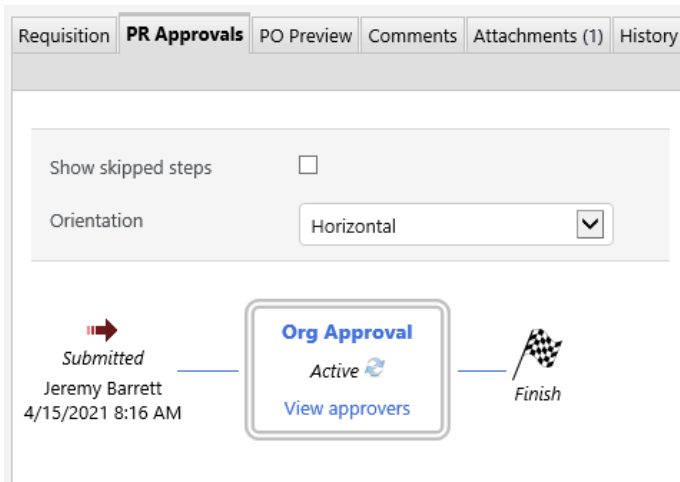 Requisition PR Approvals PO Preview Comments Attachments (1) History
Show skipped steps
Orientation Horizontal
Submitted
Jeremy Barrett
4/15/2021 8:16 AM
Org Approval
Active
View approvers
Finish